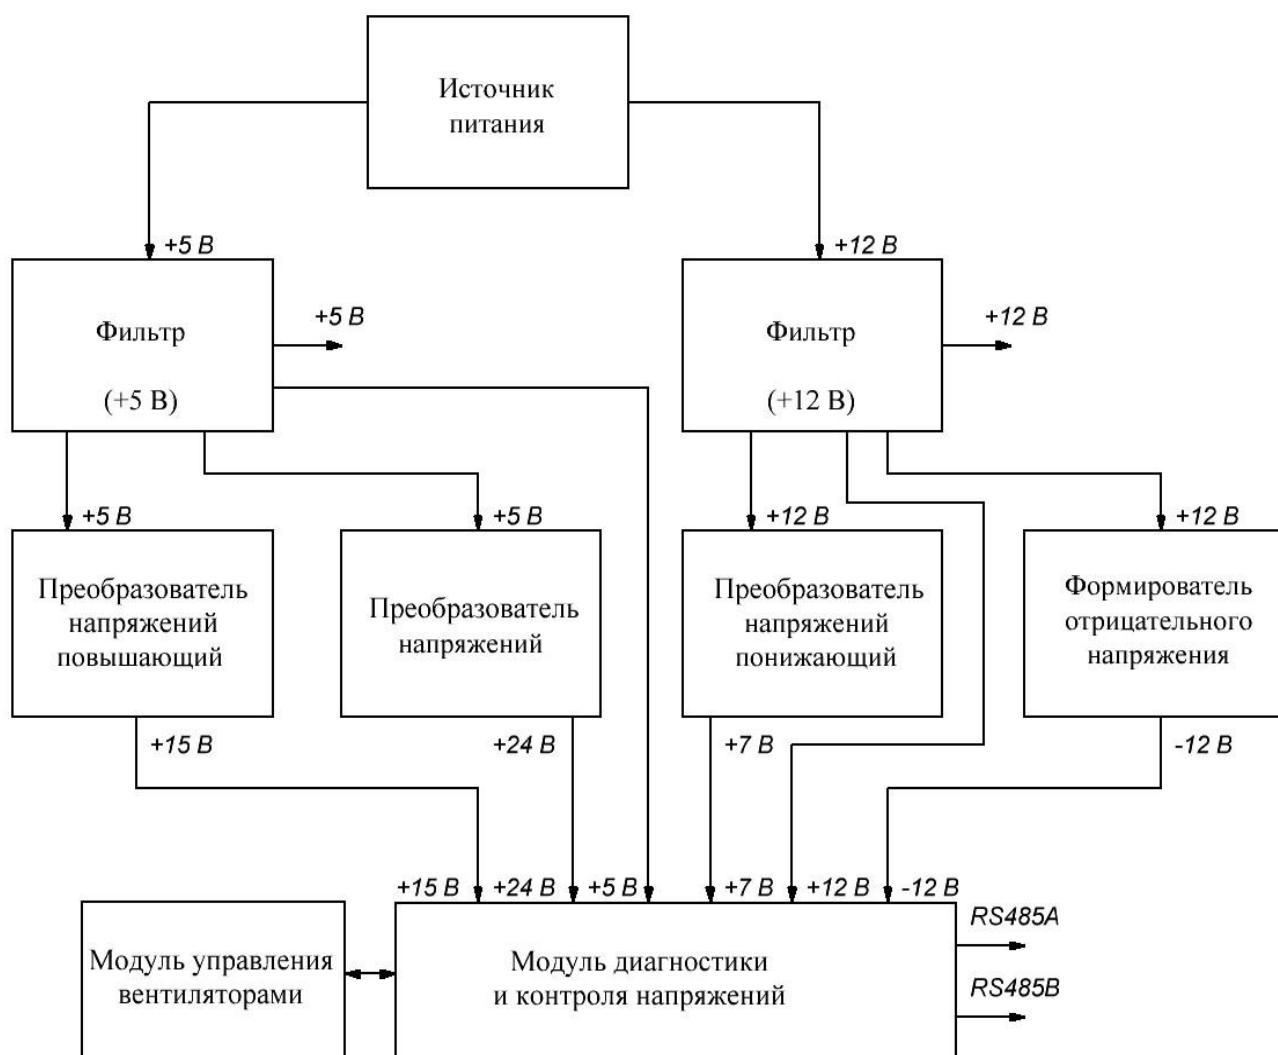 Источник
питания
+5 В
+12 В
Фильтр
(+5 В)
+5 В
Фильтр
(+12 В)
+12 В
+5 В
+5 В
+12 В
+12 В
Преобразователь
напряжений
повышающий
Преобразователь
напряжений
Преобразователь
напряжений
понижающий
Формирователь
отрицательного
напряжения
+15 В
+24 В
+7 В
-12 В
+15 В
+24 В
+5 В
+7 В
+12 В
-12 В
Модуль управления
вентиляторами
Модуль диагностики
и контроля напряжений
RS485A
RS485B